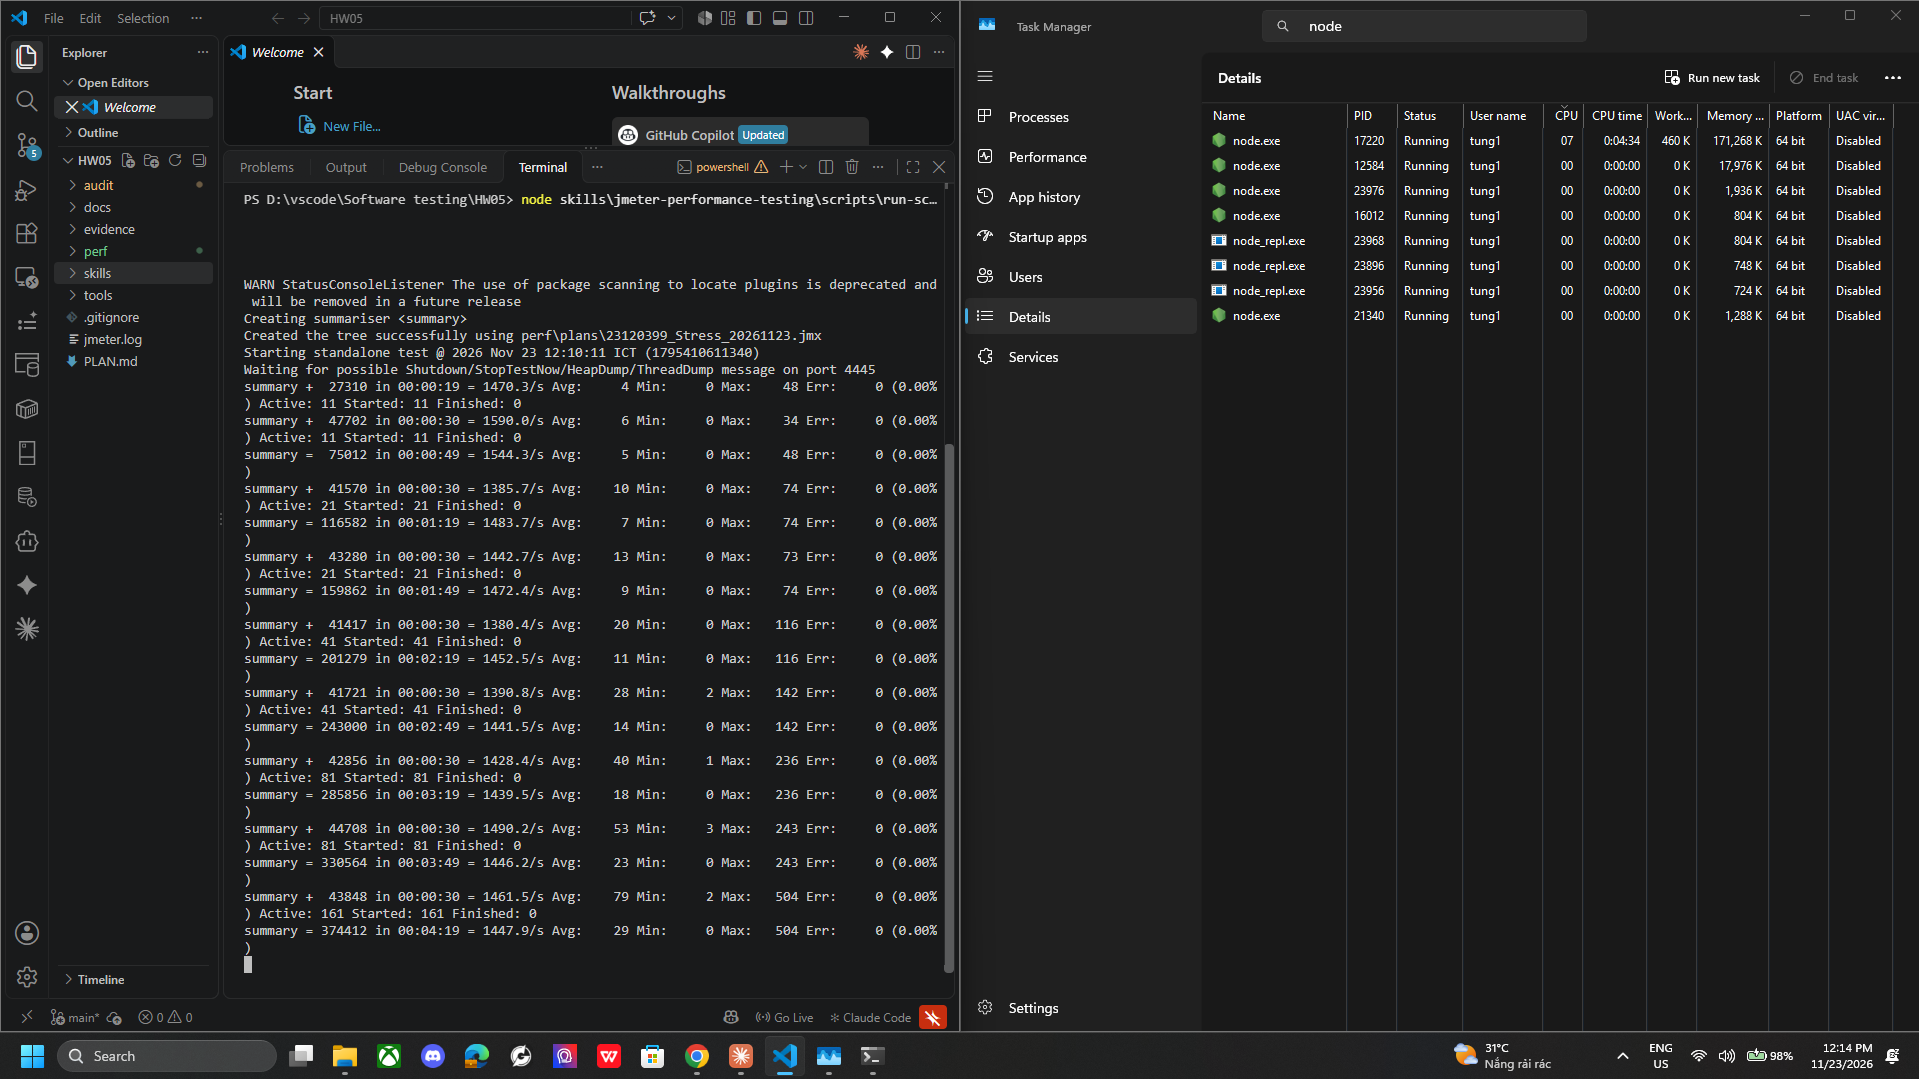 File Edit Selection ···
HW05
Explorer
Open Editors
Welcome
Outline
HW05
audit
docs
evidence
perf
skills
tools
.gitignore
jmeter.log
PLAN.md
Timeline
5
Welcome
Start
New File...
Walkthroughs
GitHub Copilot Updated
Problems Output Debug Console Terminal ··· powershell
PS D:\vscode\Software testing\HW05> node skills\jmeter-performance-testing\scripts\run-sc…
WARN StatusConsoleListener The use of package scanning to locate plugins is deprecated and
will be removed in a future release
Creating summariser <summary>
Created the tree successfully using perf\plans\23120399_Stress_20261123.jmx
Starting standalone test @ 2026 Nov 23 12:10:11 ICT (1795410611340)
Waiting for possible Shutdown/StopTestNow/HeapDump/ThreadDump message on port 4445
summary +  27310 in 00:00:19 = 1470.3/s Avg:     4 Min:     0 Max:    48 Err:     0 (0.00%
) Active: 11 Started: 11 Finished: 0
summary +  47702 in 00:00:30 = 1590.0/s Avg:     6 Min:     0 Max:    34 Err:     0 (0.00%
) Active: 11 Started: 11 Finished: 0
summary =  75012 in 00:00:49 = 1544.3/s Avg:     5 Min:     0 Max:    48 Err:     0 (0.00%
)
summary +  41570 in 00:00:30 = 1385.7/s Avg:    10 Min:     0 Max:    74 Err:     0 (0.00%
) Active: 21 Started: 21 Finished: 0
summary = 116582 in 00:01:19 = 1483.7/s Avg:     7 Min:     0 Max:    74 Err:     0 (0.00%
)
summary +  43280 in 00:00:30 = 1442.7/s Avg:    13 Min:     0 Max:    73 Err:     0 (0.00%
) Active: 21 Started: 21 Finished: 0
summary = 159862 in 00:01:49 = 1472.4/s Avg:     9 Min:     0 Max:    74 Err:     0 (0.00%
)
summary +  41417 in 00:00:30 = 1380.4/s Avg:    20 Min:     0 Max:   116 Err:     0 (0.00%
) Active: 41 Started: 41 Finished: 0
summary = 201279 in 00:02:19 = 1452.5/s Avg:    11 Min:     0 Max:   116 Err:     0 (0.00%
)
summary +  41721 in 00:00:30 = 1390.8/s Avg:    28 Min:     2 Max:   142 Err:     0 (0.00%
) Active: 41 Started: 41 Finished: 0
summary = 243000 in 00:02:49 = 1441.5/s Avg:    14 Min:     0 Max:   142 Err:     0 (0.00%
)
summary +  42856 in 00:00:30 = 1428.4/s Avg:    40 Min:     1 Max:   236 Err:     0 (0.00%
) Active: 81 Started: 81 Finished: 0
summary = 285856 in 00:03:19 = 1439.5/s Avg:    18 Min:     0 Max:   236 Err:     0 (0.00%
)
summary +  44708 in 00:00:30 = 1490.2/s Avg:    53 Min:     3 Max:   243 Err:     0 (0.00%
) Active: 81 Started: 81 Finished: 0
summary = 330564 in 00:03:49 = 1446.2/s Avg:    23 Min:     0 Max:   243 Err:     0 (0.00%
)
summary +  43848 in 00:00:30 = 1461.5/s Avg:    79 Min:     2 Max:   504 Err:     0 (0.00%
) Active: 161 Started: 161 Finished: 0
summary = 374412 in 00:04:19 = 1447.9/s Avg:    29 Min:     0 Max:   504 Err:     0 (0.00%
)
main* 0 0 Go Live Claude Code
Task Manager
node
Processes
Performance
App history
Startup apps
Users
Details
Services
Settings
Details Run new task End task ···
Name PID Status User name CPU CPU time Work... Memory ... Platform UAC vir...
node.exe 17220 Running tung1 07 0:04:34 460 K 171,268 K 64 bit Disabled
node.exe 12584 Running tung1 00 0:00:00 0 K 17,976 K 64 bit Disabled
node.exe 23976 Running tung1 00 0:00:00 0 K 1,936 K 64 bit Disabled
node.exe 16012 Running tung1 00 0:00:00 0 K 804 K 64 bit Disabled
node_repl.exe 23968 Running tung1 00 0:00:00 0 K 804 K 64 bit Disabled
node_repl.exe 23896 Running tung1 00 0:00:00 0 K 748 K 64 bit Disabled
node_repl.exe 23956 Running tung1 00 0:00:00 0 K 724 K 64 bit Disabled
node.exe 21340 Running tung1 00 0:00:00 0 K 1,288 K 64 bit Disabled
Search
31°C
Nắng rải rác
ENG
US
98%
12:14 PM
11/23/2026